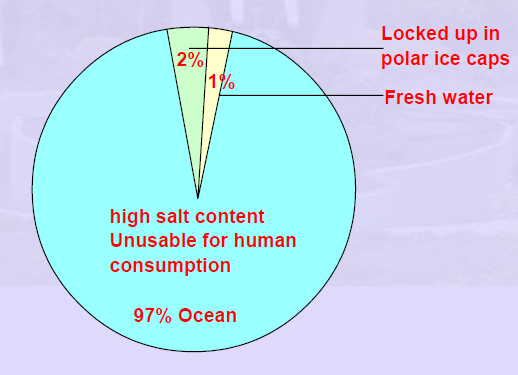 Locked up in
polar ice caps
2%
1%
Fresh water
high salt content
Unusable for human
consumption
97% Ocean